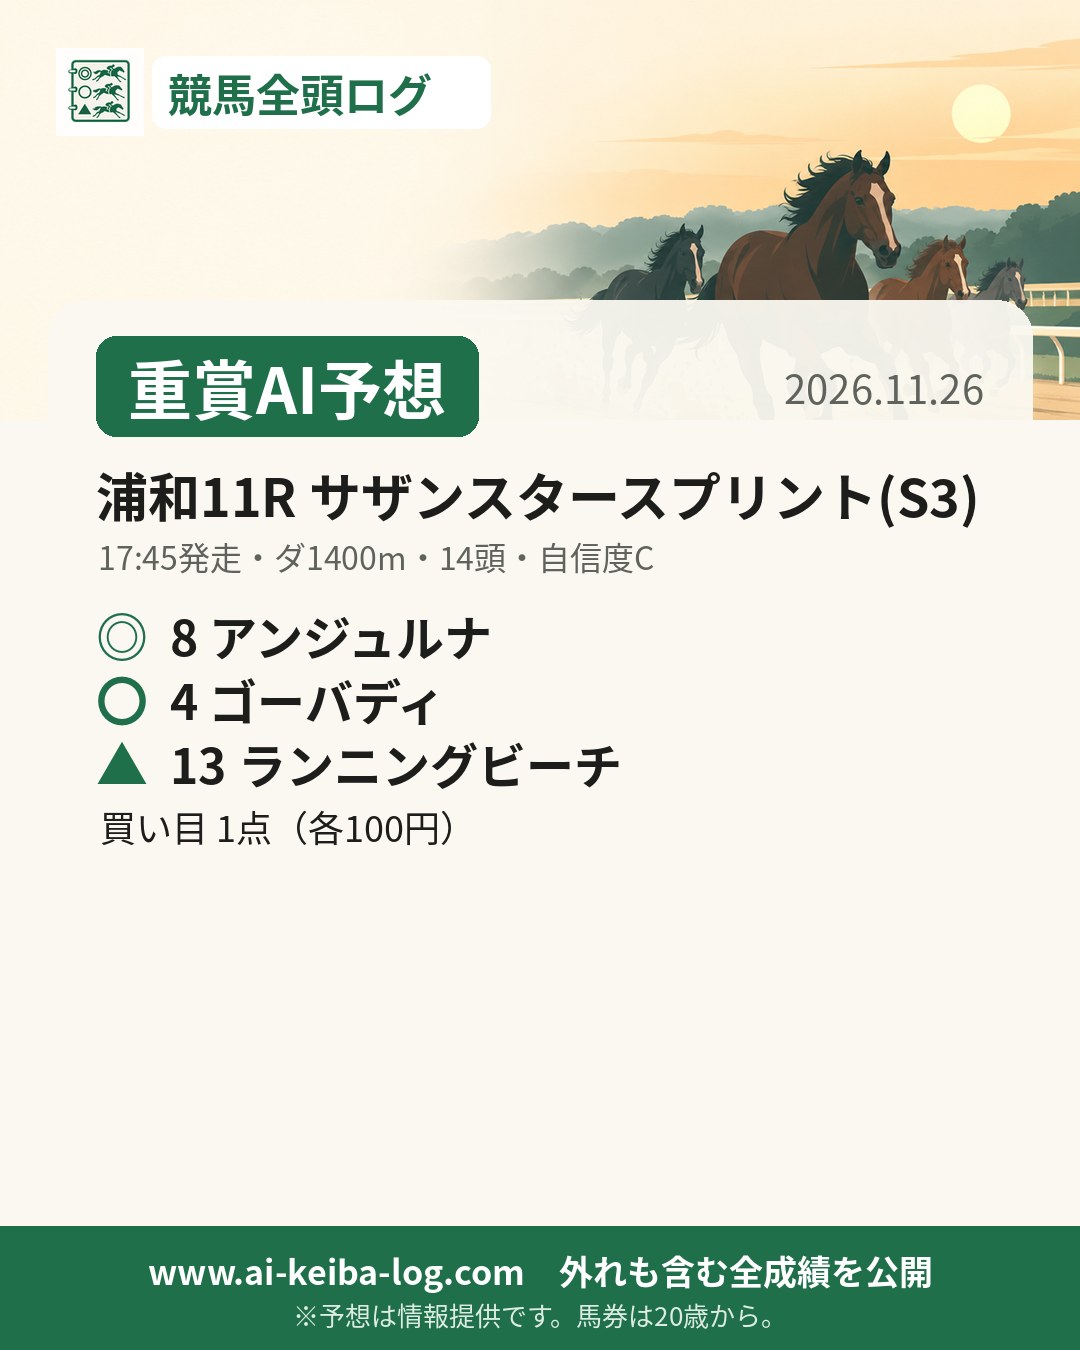 競馬全頭ログ
重賞AI予想
2026.11.26
浦和11R サザンスタースプリント(S3)
17:45発走・ダ1400m・14頭・自信度C
◎ 8 アンジュルナ
○ 4 ゴーバディ
▲ 13 ランニングビーチ
買い目 1点（各100円）
www.ai-keiba-log.com 外れも含む全成績を公開
※予想は情報提供です。馬券は20歳から。